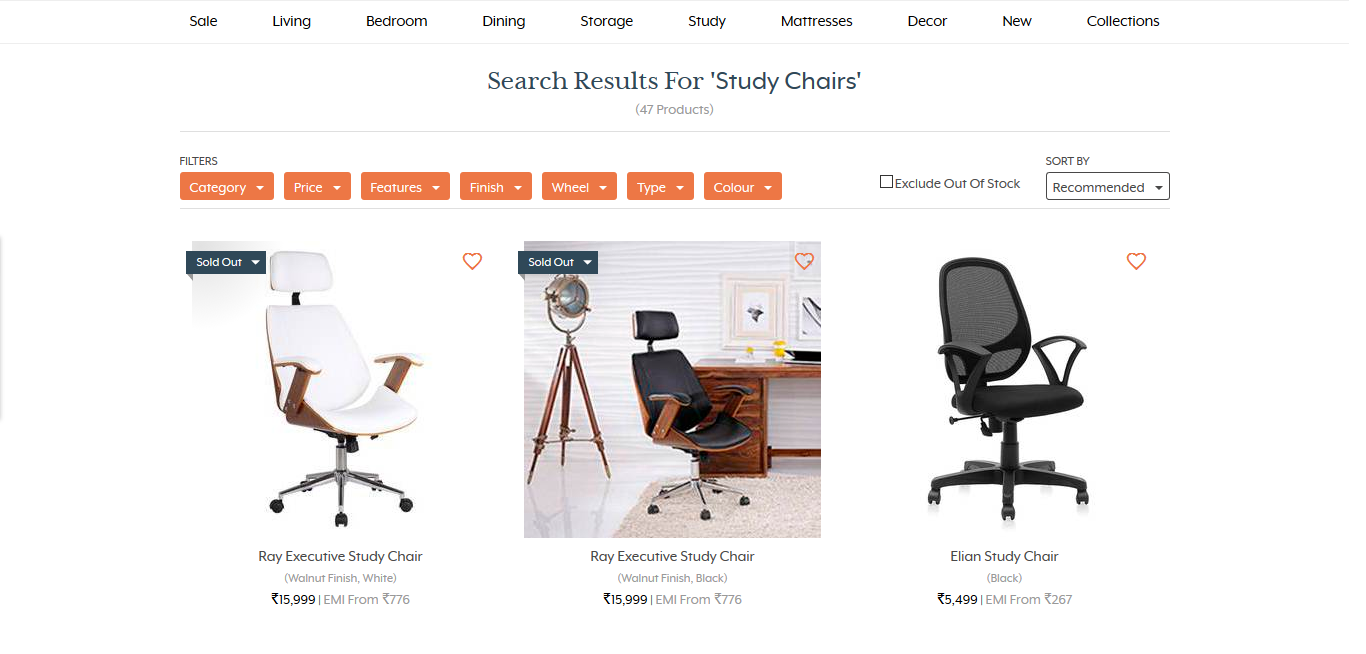 Sale Living Bedroom Dining Storage Study Mattresses Decor New Collections
Search Results For 'Study Chairs'
(47 Products)
FILTERS
Category Price Features Finish Wheel Type Colour
Exclude Out Of Stock
SORT BY
Recommended
Sold Out
Sold Out
Ray Executive Study Chair
(Walnut Finish, White)
₹15,999 | EMI From ₹776
Ray Executive Study Chair
(Walnut Finish, Black)
₹15,999 | EMI From ₹776
Elian Study Chair
(Black)
₹5,499 | EMI From ₹267